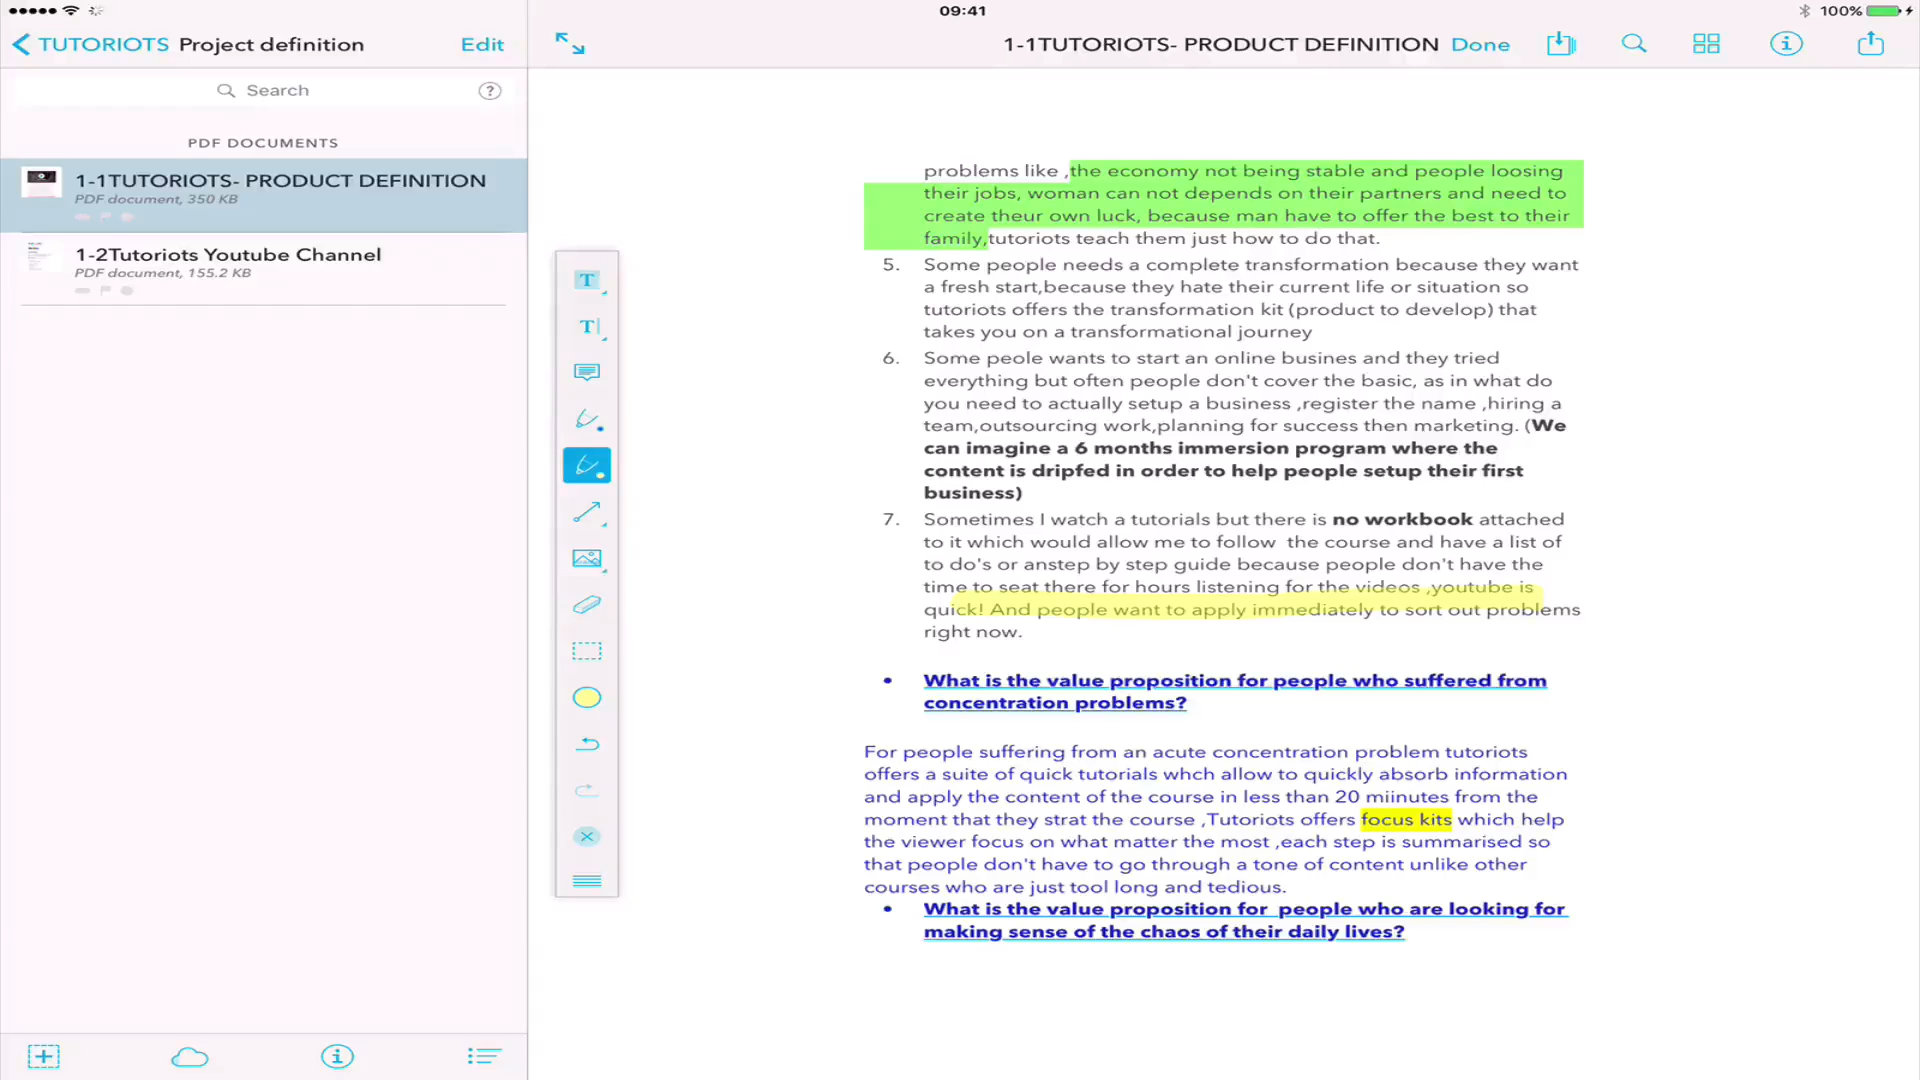 09:41
100%
TUTORIOTS Project definition Edit
1-1TUTORIOTS- PRODUCT DEFINITION Done
Search
?
PDF DOCUMENTS
1-1TUTORIOTS- PRODUCT DEFINITION
PDF document, 350 KB
1-2Tutoriots Youtube Channel
PDF document, 155.2 KB
T
T
problems like ,the economy not being stable and people loosing
their jobs, woman can not depends on their partners and need to
create theur own luck, because man have to offer the best to their
family,tutoriots teach them just how to do that.
5. Some people needs a complete transformation because they want
a fresh start,because they hate their current life or situation so
tutoriots offers the transformation kit (product to develop) that
takes you on a transformational journey
6. Some peole wants to start an online busines and they tried
everything but often people don't cover the basic, as in what do
you need to actually setup a business ,register the name ,hiring a
team,outsourcing work,planning for success then marketing. (We
can imagine a 6 months immersion program where the
content is dripfed in order to help people setup their first
business)
7. Sometimes I watch a tutorials but there is no workbook attached
to it which would allow me to follow the course and have a list of
to do's or anstep by step guide because people don't have the
time to seat there for hours listening for the videos ,youtube is
quick! And people want to apply immediately to sort out problems
right now.
• What is the value proposition for people who suffered from
concentration problems?
For people suffering from an acute concentration problem tutoriots
offers a suite of quick tutorials whch allow to quickly absorb information
and apply the content of the course in less than 20 miinutes from the
moment that they strat the course ,Tutoriots offers focus kits which help
the viewer focus on what matter the most ,each step is summarised so
that people don't have to go through a tone of content unlike other
courses who are just tool long and tedious.
• What is the value proposition for people who are looking for
making sense of the chaos of their daily lives?